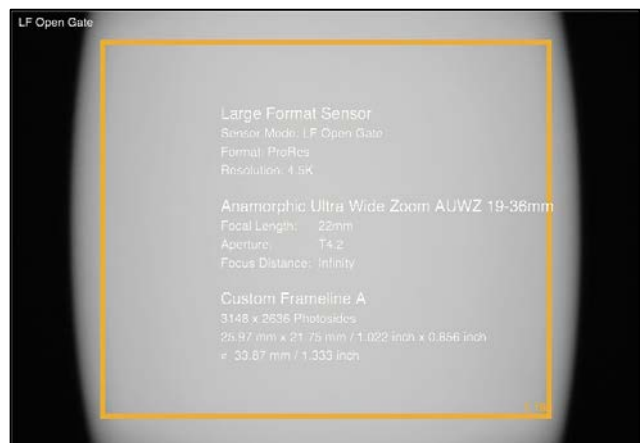 LF Open Gate
Large Format Sensor
Sensor Mode: LF Open Gate
Format: ProRes
Resolution: 4.5K
Anamorphic Ultra Wide Zoom AUWZ 19-36mm
Focal Length: 22mm
Aperture: T4.2
Focus Distance: Infinity
Custom Frameline A
3148 x 2636 Photosides
25.97 mm x 21.75 mm / 1.022 inch x 0.856 inch
⌀ 33.87 mm / 1.333 inch